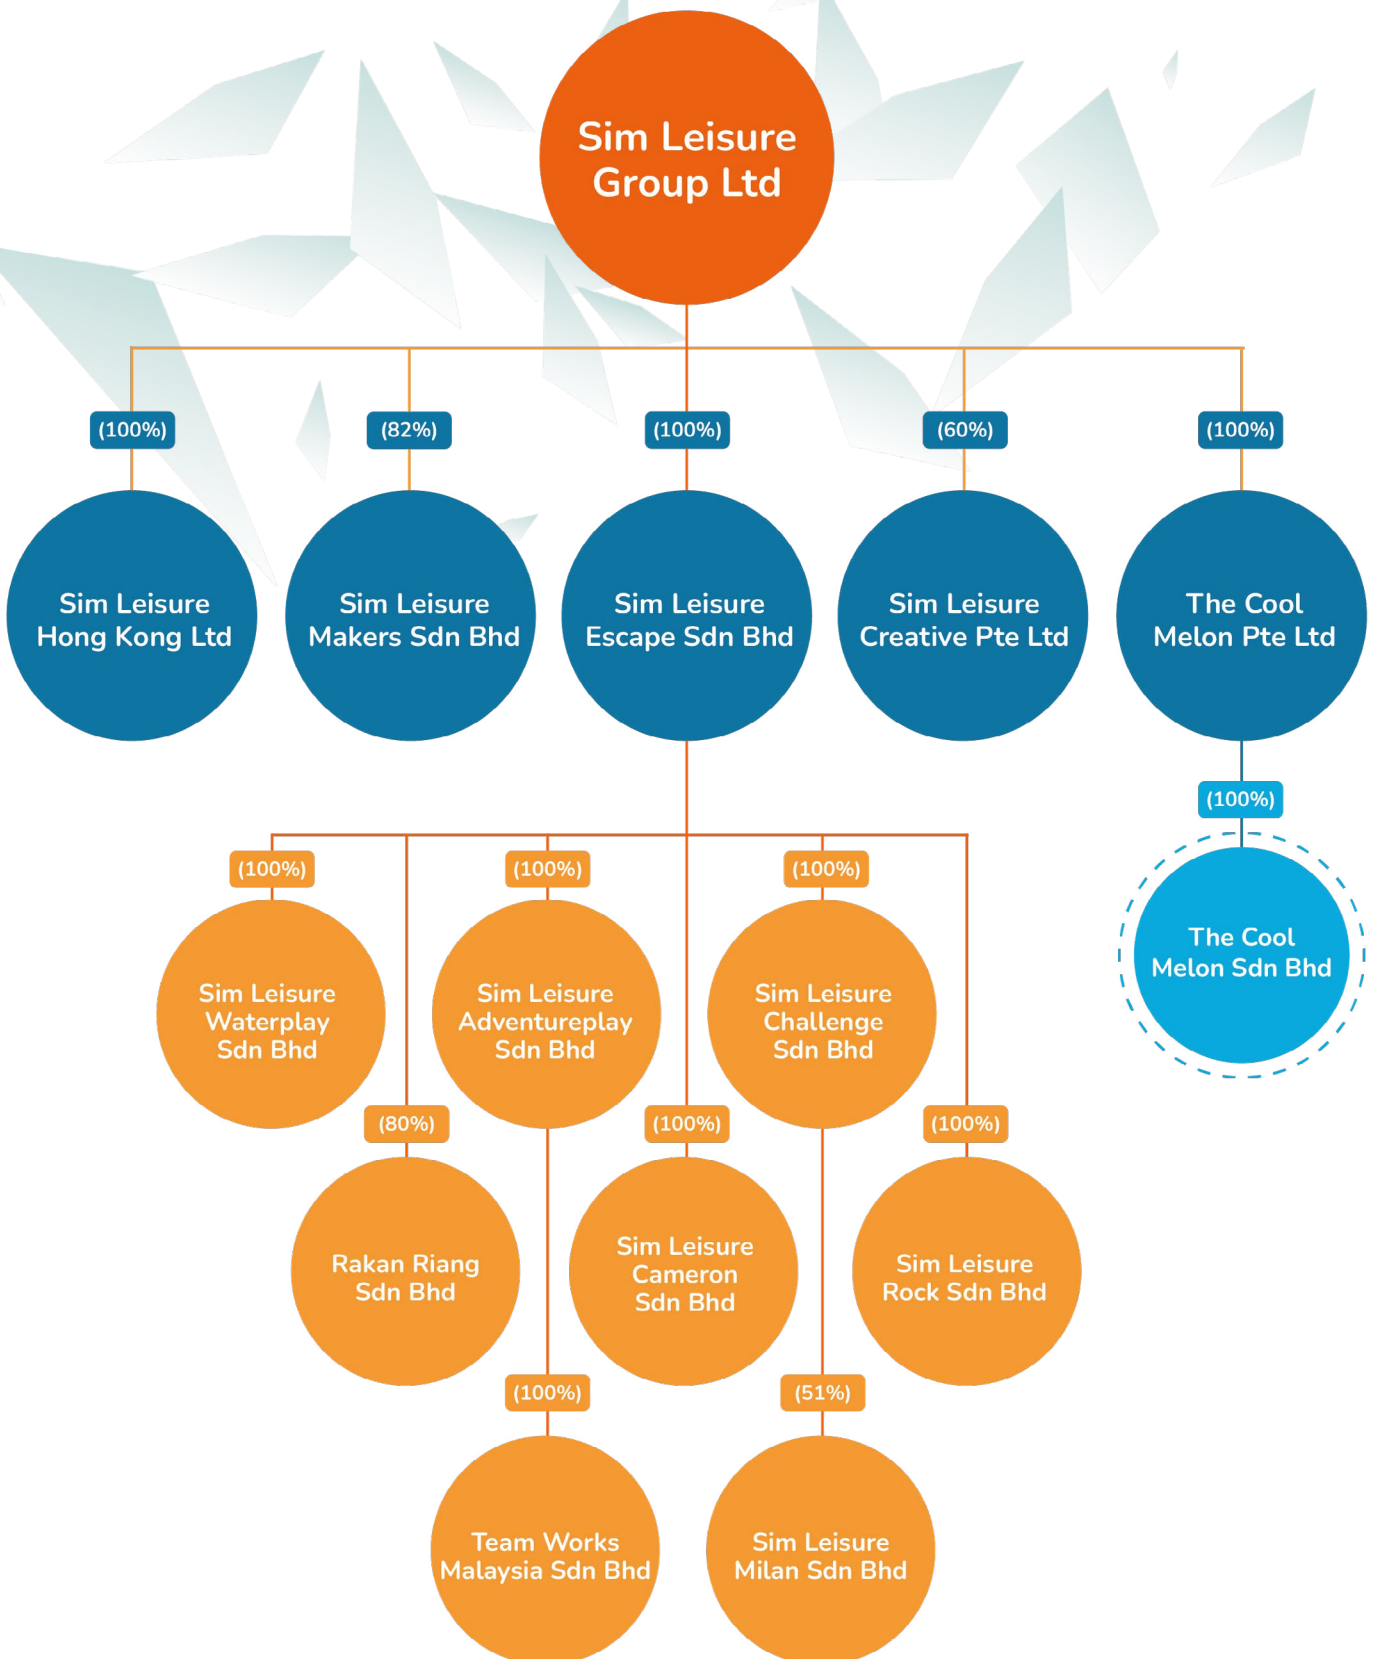 Sim Leisure
Group Ltd
(100%)
(82%)
(100%)
(60%)
(100%)
Sim Leisure
Hong Kong Ltd
Sim Leisure
Makers Sdn Bhd
Sim Leisure
Escape Sdn Bhd
Sim Leisure
Creative Pte Ltd
The Cool
Melon Pte Ltd
(100%)
The Cool
Melon Sdn Bhd
(100%)
(100%)
(100%)
Sim Leisure
Waterplay
Sdn Bhd
Sim Leisure
Adventureplay
Sdn Bhd
Sim Leisure
Challenge
Sdn Bhd
(80%)
(100%)
(100%)
Rakan Riang
Sdn Bhd
Sim Leisure
Cameron
Sdn Bhd
Sim Leisure
Rock Sdn Bhd
(100%)
(51%)
Team Works
Malaysia Sdn Bhd
Sim Leisure
Milan Sdn Bhd